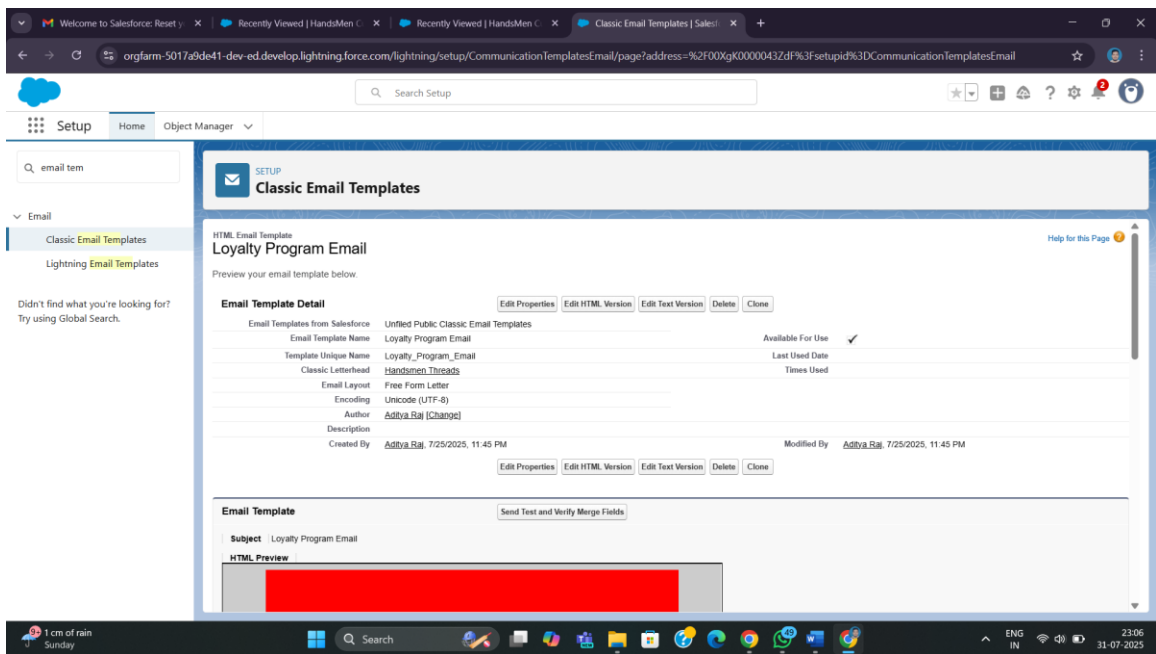 Welcome to Salesforce: Reset y
Recently Viewed | HandsMen C
Recently Viewed | HandsMen C
Classic Email Templates | Salesf
orgfarm-5017a9de41-dev-ed.develop.lightning.force.com/lightning/setup/CommunicationTemplatesEmail/page?address=%2F00XgK0000043ZdF%3Fsetupid%3DCommunicationTemplatesEmail
Search Setup
2
Setup Home Object Manager
email tem
Email
Classic Email Templates
Lightning Email Templates
Didn't find what you're looking for?
Try using Global Search.
SETUP
Classic Email Templates
HTML Email Template
Loyalty Program Email
Help for this Page
Preview your email template below.
Email Template Detail Edit Properties Edit HTML Version Edit Text Version Delete Clone
Email Templates from Salesforce Unfiled Public Classic Email Templates
Email Template Name Loyalty Program Email Available For Use
Template Unique Name Loyalty_Program_Email Last Used Date
Classic Letterhead Handsmen Threads Times Used
Email Layout Free Form Letter
Encoding Unicode (UTF-8)
Author Aditya Raj [Change]
Description
Created By Aditya Raj, 7/25/2025, 11:45 PM Modified By Aditya Raj, 7/25/2025, 11:45 PM
Edit Properties Edit HTML Version Edit Text Version Delete Clone
Email Template Send Test and Verify Merge Fields
Subject Loyalty Program Email
HTML Preview
9+ 1 cm of rain
Sunday
Search
49
ENG
IN
23:06
31-07-2025